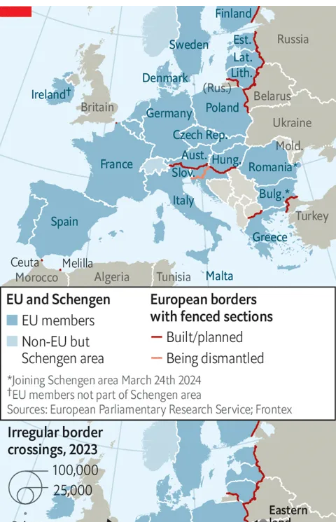 Finland
Sweden
Russia
Est.
Lat.
Denmark
Lith.
Ireland†
(Rus.)
Belarus
Britain
Poland
Germany
Ukraine
Czech Rep.
Mold.
France
Aust.
Hung.
Slov.
Romania*
Italy
Bulg.*
Spain
Turkey
Greece
Ceuta
Melilla
Malta
Morocco
Algeria
Tunisia
EU and Schengen
EU members
Non-EU but
Schengen area
European borders
with fenced sections
Built/planned
Being dismantled
*Joining Schengen area March 24th 2024
†EU members not part of Schengen area
Sources: European Parliamentary Research Service; Frontex
Irregular border
crossings, 2023
100,000
25,000
Eastern